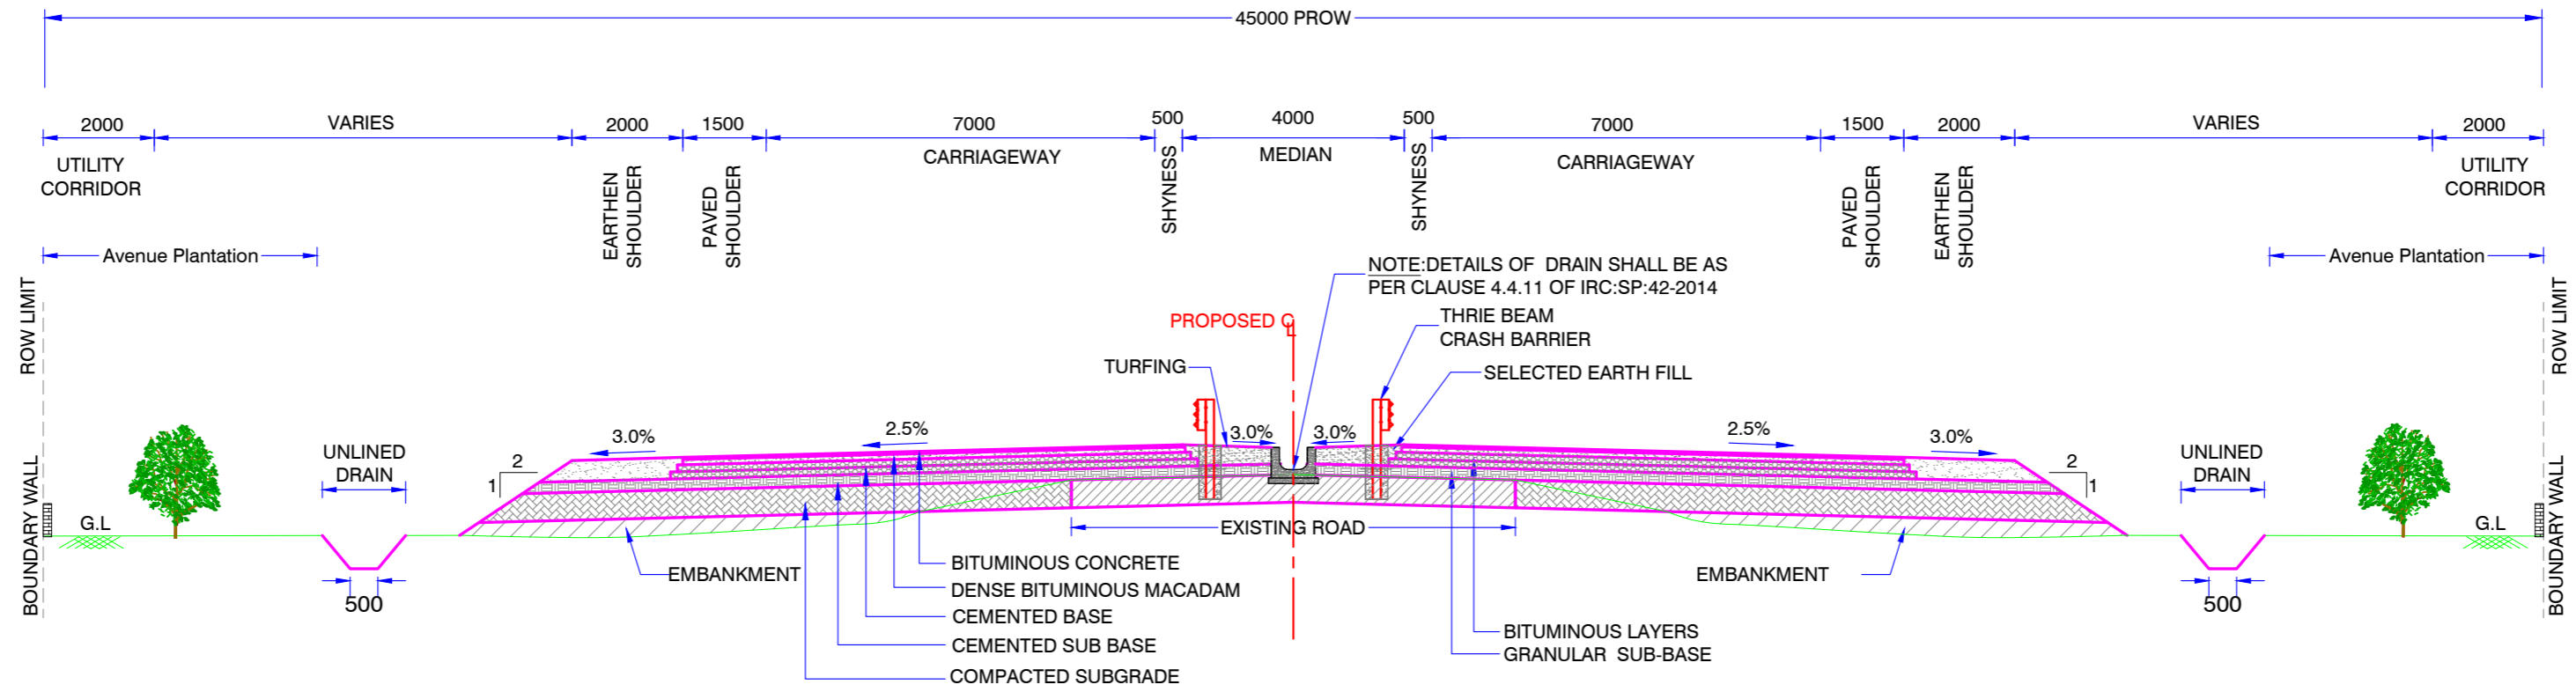 45000 PROW
2000
VARIES
2000
1500
7000
500
4000
500
7000
1500
2000
VARIES
2000
UTILITY
CORRIDOR
EARTHEN
SHOULDER
PAVED
SHOULDER
CARRIAGEWAY
SHYNESS
MEDIAN
SHYNESS
CARRIAGEWAY
PAVED
SHOULDER
EARTHEN
SHOULDER
UTILITY
CORRIDOR
Avenue Plantation
Avenue Plantation
NOTE:DETAILS OF DRAIN SHALL BE AS
PER CLAUSE 4.4.11 OF IRC:SP:42-2014
ROW LIMIT
ROW LIMIT
PROPOSED CL
THRIE BEAM
CRASH BARRIER
TURFING
SELECTED EARTH FILL
3.0%
2.5%
3.0%
3.0%
2.5%
3.0%
UNLINED
DRAIN
2
1
2
1
UNLINED
DRAIN
BOUNDARY WALL
G.L
G.L
BOUNDARY WALL
EXISTING ROAD
500
EMBANKMENT
BITUMINOUS CONCRETE
DENSE BITUMINOUS MACADAM
CEMENTED BASE
CEMENTED SUB BASE
COMPACTED SUBGRADE
BITUMINOUS LAYERS
GRANULAR SUB-BASE
EMBANKMENT
500